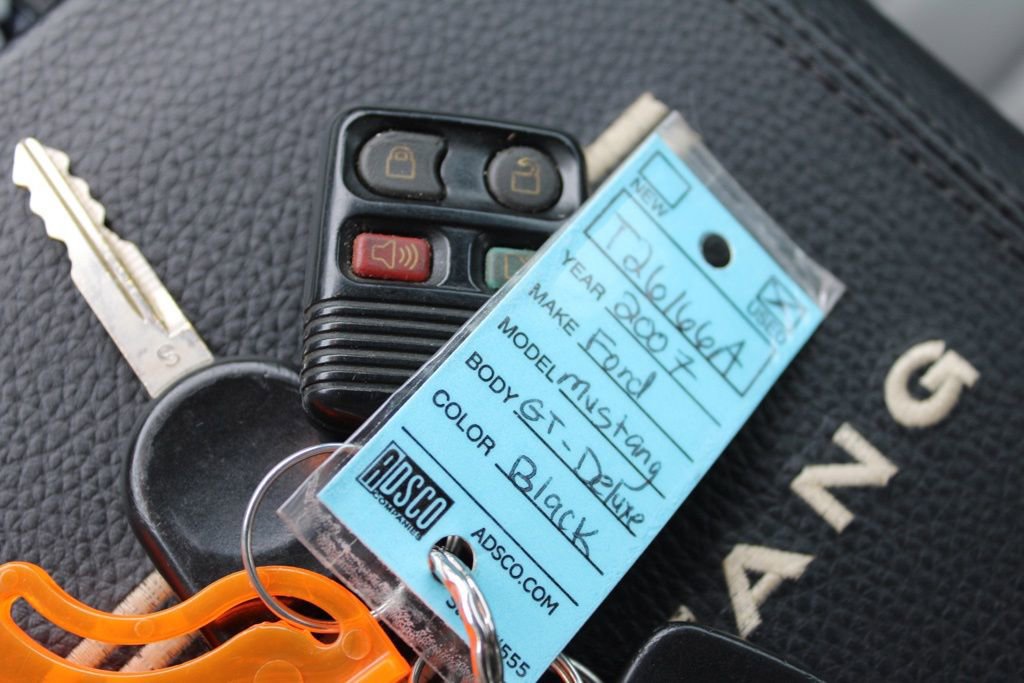 NEW
USED
T26166A
YEAR 2007
MAKE Ford
MODEL Mustang
BODY GT-Deluxe
COLOR Black
ADSCO
COMPANIES
ADSCO.COM
555
ANG
S